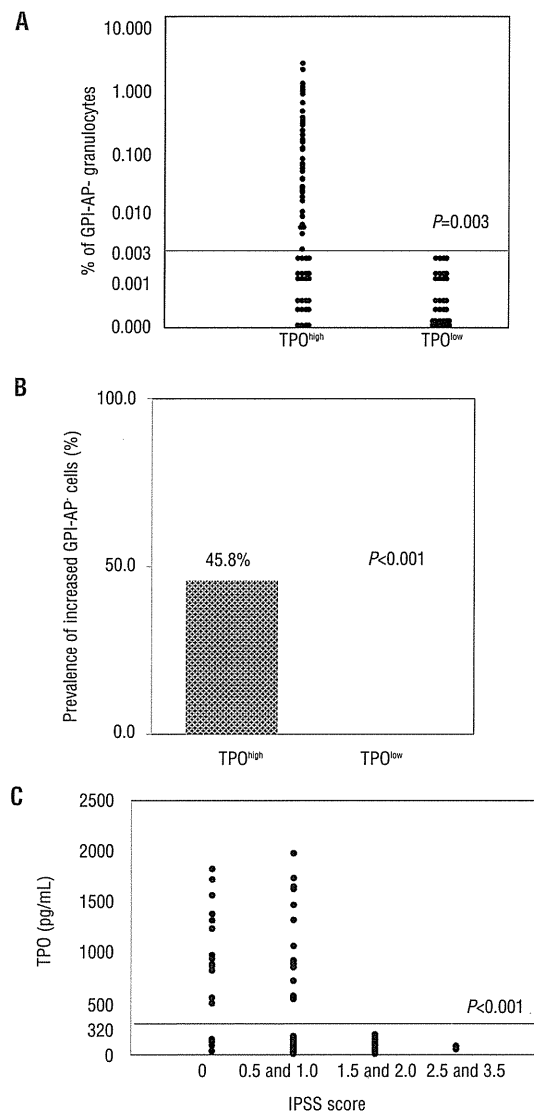 A
10.000
1.000
0.100
0.010
0.003
0.001
0.000
% of GPI-AP- granulocytes
P=0.003
TPOhigh TPOlow
B
100.0
50.0
0.0
Prevalence of increased GPI-AP- cells (%)
45.8%
P<0.001
TPOhigh TPOlow
C
2500
2000
1500
1000
500
320
0
TPO (pg/mL)
P<0.001
0 0.5 and 1.0 1.5 and 2.0 2.5 and 3.5
IPSS score